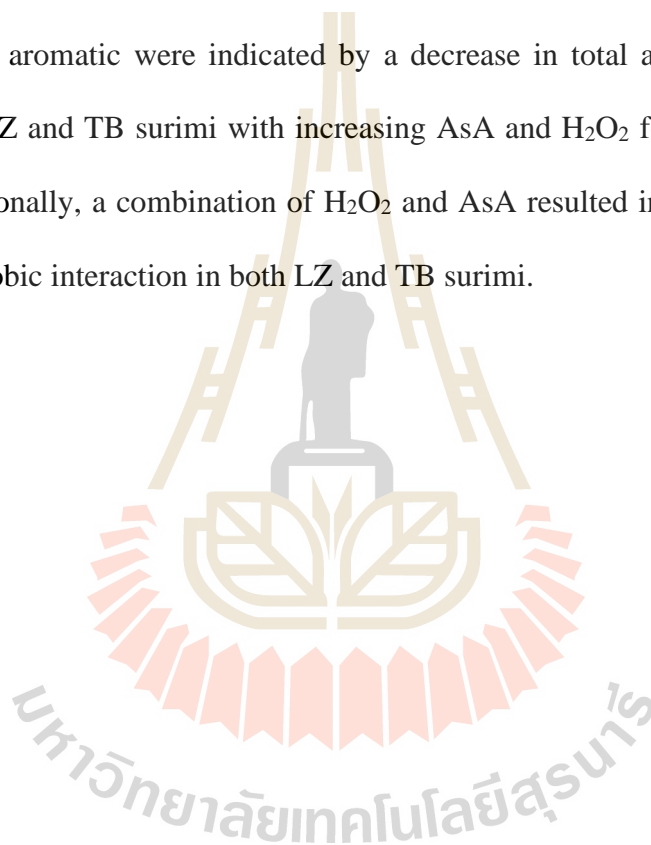 aromatic were indicated by a decrease in total a
Z and TB surimi with increasing AsA and H₂O₂ f
onally, a combination of H₂O₂ and AsA resulted in
obic interaction in both LZ and TB surimi.
มหาวิทยาลัยเทคโนโลยีสุรนารี